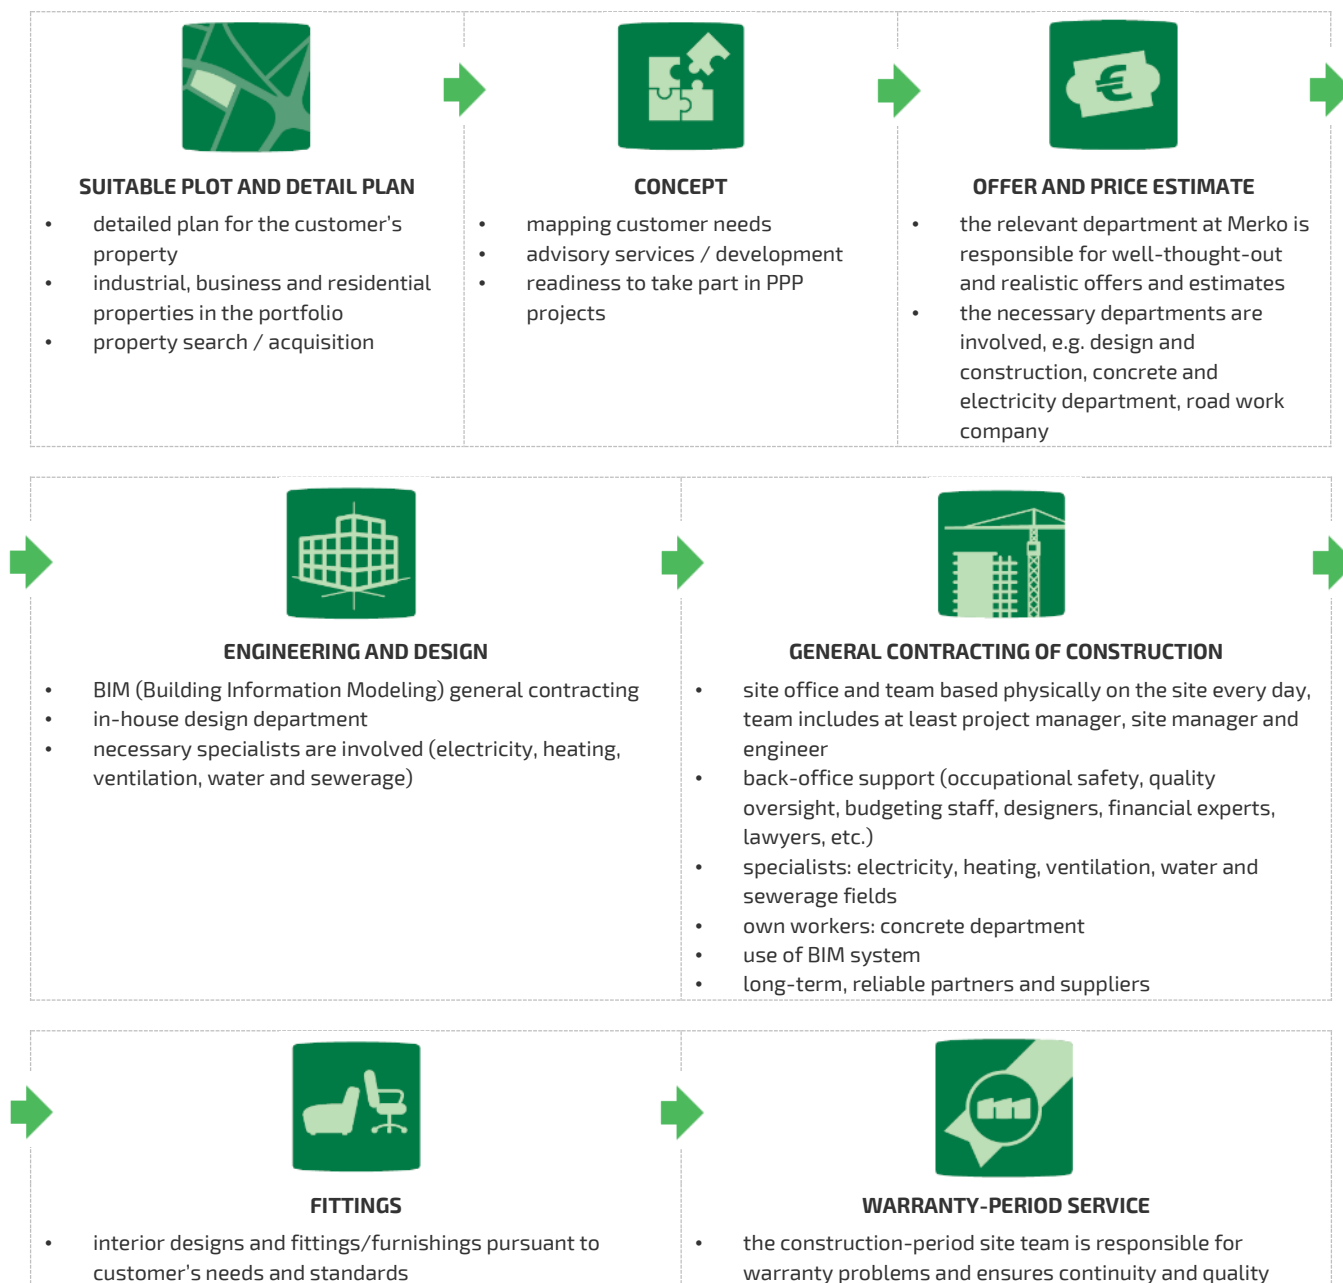 SUITABLE PLOT AND DETAIL PLAN
• detailed plan for the customer's
property
• industrial, business and residential
properties in the portfolio
• property search / acquisition
CONCEPT
• mapping customer needs
• advisory services / development
• readiness to take part in PPP
projects
€
OFFER AND PRICE ESTIMATE
• the relevant department at Merko is
responsible for well-thought-out
and realistic offers and estimates
• the necessary departments are
involved, e.g. design and
construction, concrete and
electricity department, road work
company
ENGINEERING AND DESIGN
• BIM (Building Information Modeling) general contracting
• in-house design department
• necessary specialists are involved (electricity, heating,
ventilation, water and sewerage)
GENERAL CONTRACTING OF CONSTRUCTION
• site office and team based physically on the site every day,
team includes at least project manager, site manager and
engineer
• back-office support (occupational safety, quality
oversight, budgeting staff, designers, financial experts,
lawyers, etc.)
• specialists: electricity, heating, ventilation, water and
sewerage fields
• own workers: concrete department
• use of BIM system
• long-term, reliable partners and suppliers
FITTINGS
• interior designs and fittings/furnishings pursuant to
customer's needs and standards
WARRANTY-PERIOD SERVICE
• the construction-period site team is responsible for
warranty problems and ensures continuity and quality